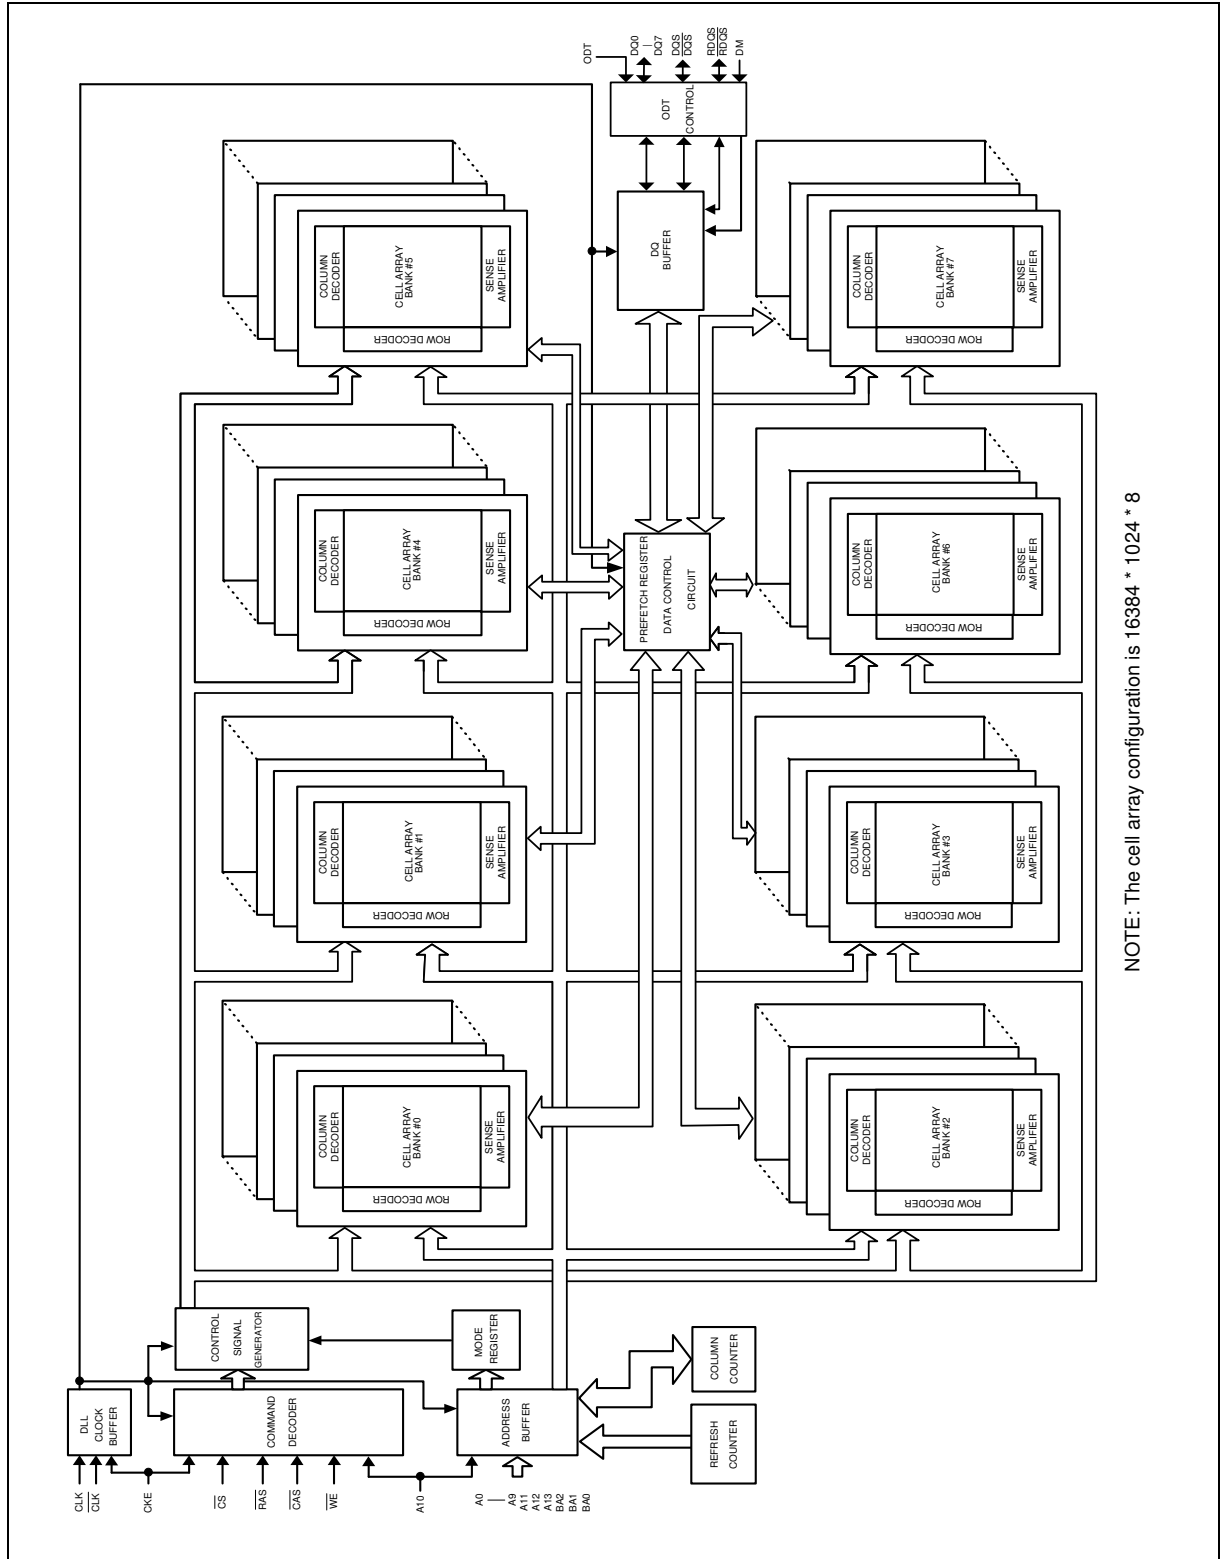 CLK
CLK
DLL
CLOCK
BUFFER
CKE
CS
RAS
CAS
WE
COMMAND
DECODER
CONTROL
SIGNAL
GENERATOR
A10
A0
A9
A11
A12
A13
BA2
BA1
BA0
ADDRESS
BUFFER
MODE
REGISTER
REFRESH
COUNTER
COLUMN
COUNTER
COLUMN
DECODER
ROW DECODER
CELL ARRAY
BANK #0
SENSE
AMPLIFIER
COLUMN
DECODER
ROW DECODER
CELL ARRAY
BANK #1
SENSE
AMPLIFIER
COLUMN
DECODER
ROW DECODER
CELL ARRAY
BANK #4
SENSE
AMPLIFIER
COLUMN
DECODER
ROW DECODER
CELL ARRAY
BANK #5
SENSE
AMPLIFIER
PREFETCH REGISTER
DATA CONTROL
CIRCUIT
DQ
BUFFER
ODT
CONTROL
ODT
DQ0
DQ7
DQS
DQS
RDQS
RDQS
DM
COLUMN
DECODER
ROW DECODER
CELL ARRAY
BANK #2
SENSE
AMPLIFIER
COLUMN
DECODER
ROW DECODER
CELL ARRAY
BANK #3
SENSE
AMPLIFIER
COLUMN
DECODER
ROW DECODER
CELL ARRAY
BANK #6
SENSE
AMPLIFIER
COLUMN
DECODER
ROW DECODER
CELL ARRAY
BANK #7
SENSE
AMPLIFIER
NOTE: The cell array configuration is 16384 * 1024 * 8